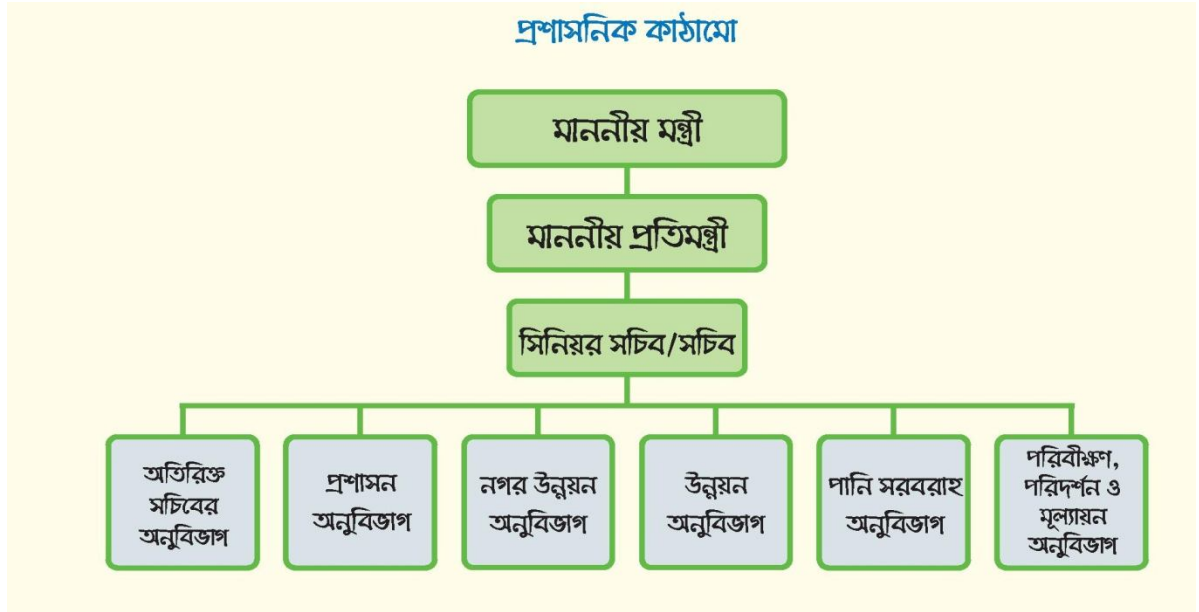 প্রশাসনিক কাঠামো
মাননীয় মন্ত্রী
মাননীয় প্রতিমন্ত্রী
সিনিয়র সচিব/সচিব
অতিরিক্ত
সচিবের
অনুবিভাগ
প্রশাসন
অনুবিভাগ
নগর উন্নয়ন
অনুবিভাগ
উন্নয়ন
অনুবিভাগ
পানি সরবরাহ
অনুবিভাগ
পরিবীক্ষণ,
পরিদর্শন ও
মূল্যায়ন
অনুবিভাগ